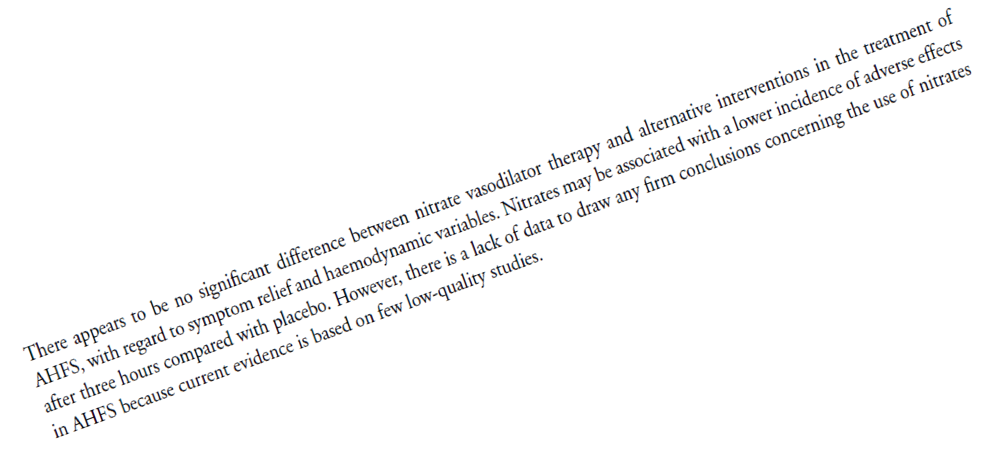 There appears to be no significant difference between nitrate vasodilator therapy and alternative interventions in the treatment of
AHFS, with regard to symptom relief and haemodynamic variables. Nitrates may be associated with a lower incidence of adverse effects
after three hours compared with placebo. However, there is a lack of data to draw any firm conclusions concerning the use of nitrates
in AHFS because current evidence is based on few low-quality studies.